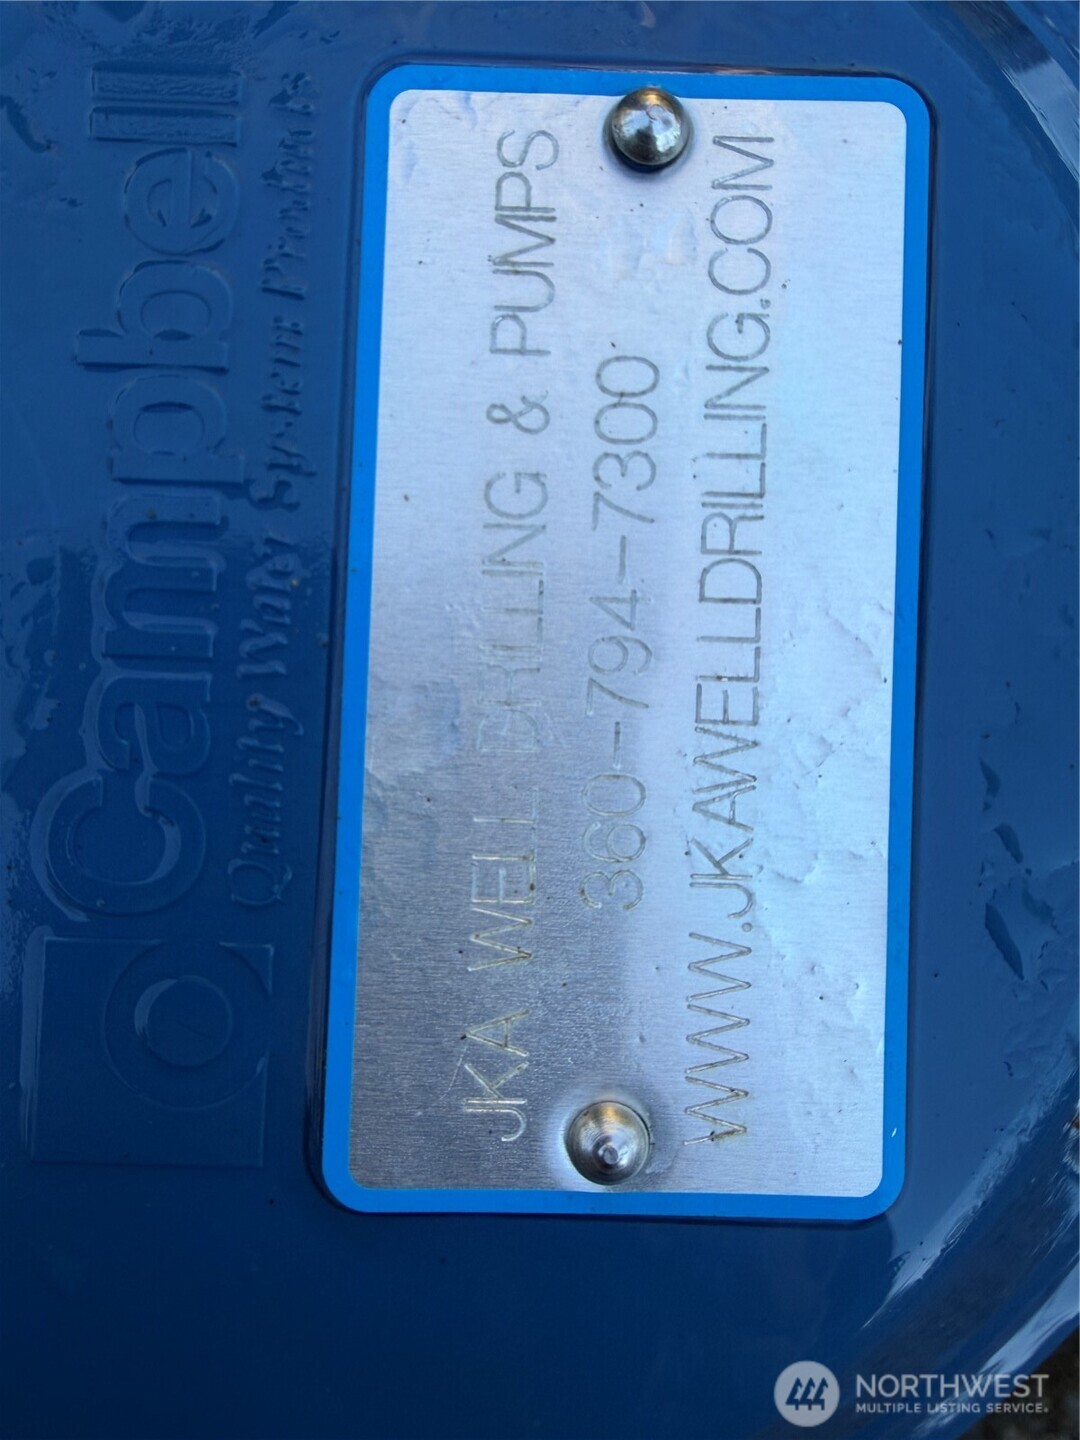 Campbell
Quality Water System Products
JKA WELL DRILLING & PUMPS
360-794-7300
WWW.JKAWELLDRILLING.COM
NORTHWEST
MULTIPLE LISTING SERVICE®